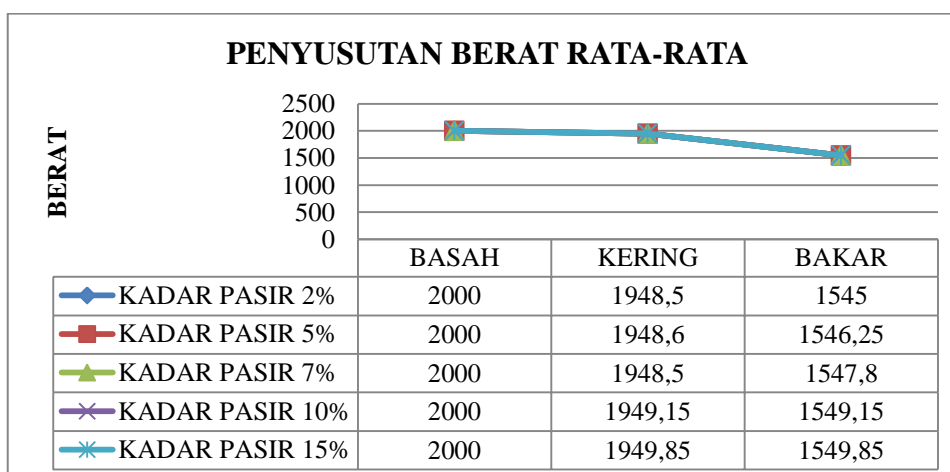 PENYUSUTAN BERAT RATA-RATA
BERAT
2500
2000
1500
1000
500
0
BASAH KERING BAKAR
KADAR PASIR 2% 2000 1948,5 1545
KADAR PASIR 5% 2000 1948,6 1546,25
KADAR PASIR 7% 2000 1948,5 1547,8
KADAR PASIR 10% 2000 1949,15 1549,15
KADAR PASIR 15% 2000 1949,85 1549,85